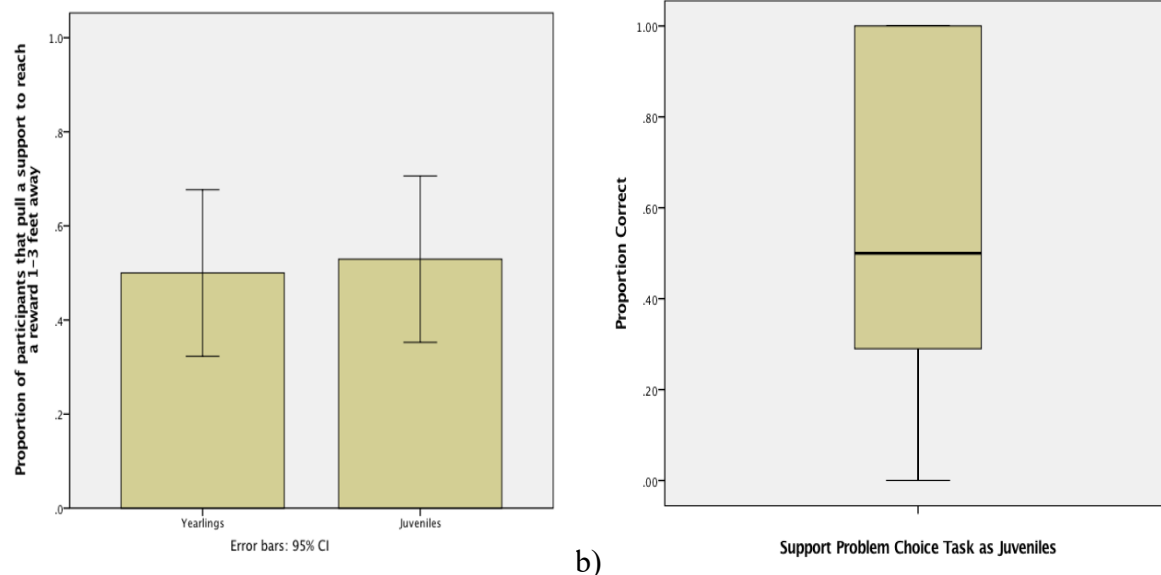 Proportion of participants that pull a support to reach
a reward 1–3 feet away
1.0
.8
.6
.4
.2
.0
Yearlings Juveniles
Error bars: 95% CI
b)
Proportion Correct
1.00
.80
.60
.40
.20
.00
Support Problem Choice Task as Juveniles